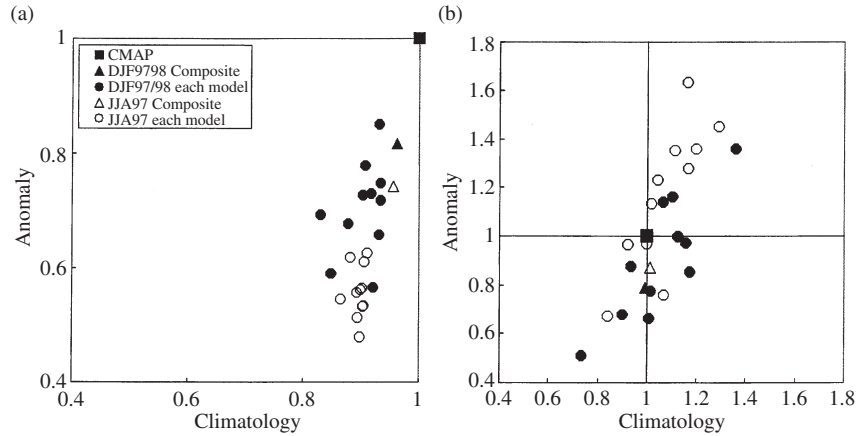 (a)
1
0.8
0.6
0.4
Anomaly
CMAP
DJF9798 Composite
DJF97/98 each model
JJA97 Composite
JJA97 each model
0.4
0.6
0.8
1
Climatology
(b)
1.8
1.6
1.4
1.2
1
0.8
0.6
0.4
Anomaly
0.4
0.6
0.8
1
1.2
1.4
1.6
1.8
Climatology